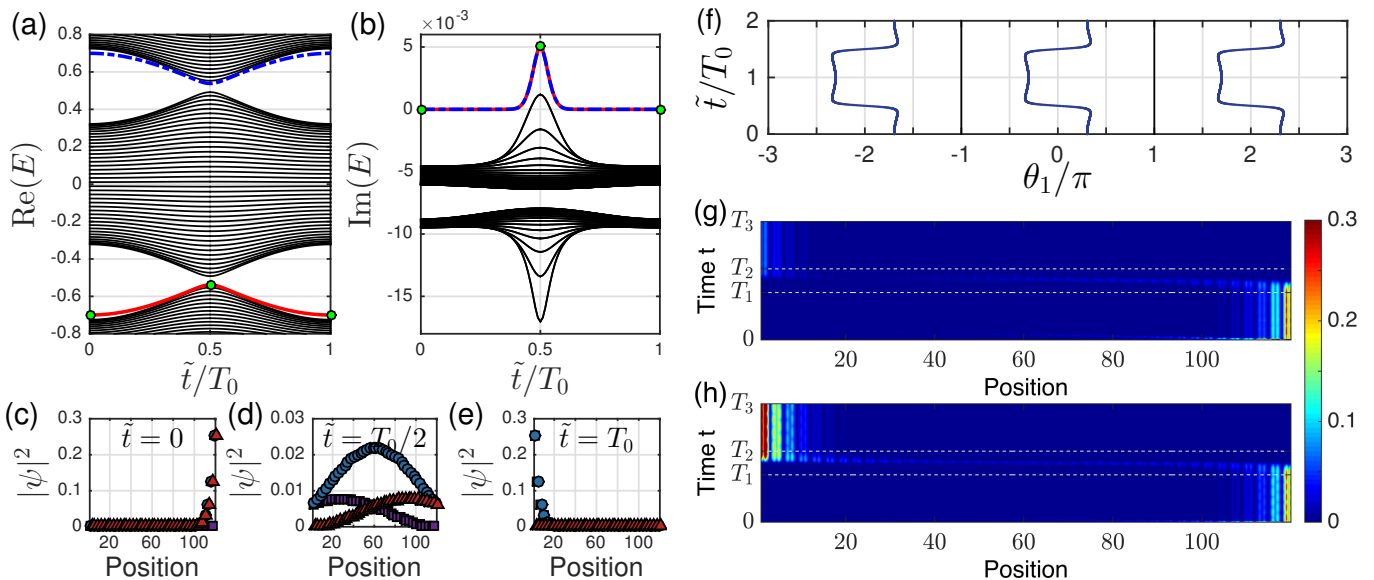 (a)
0.8
0.6
0.4
0.2
0
-0.2
-0.4
-0.6
-0.8
Re(E)
0 0.5 1
t̃/T₀
(b)
×10⁻³
5
0
-5
-10
-15
Im(E)
0 0.5 1
t̃/T₀
(c)
0.3
0.2
0.1
0
|ψ|²
t̃ = 0
20 60 100
Position
(d)
0.03
0.02
0.01
0
|ψ|²
t̃ = T₀/2
20 60 100
Position
(e)
0.3
0.2
0.1
0
|ψ|²
t̃ = T₀
20 60 100
Position
(f)
2
1
0
t̃/T₀
-3 -2 -1 0 1 2 3
θ₁/π
(g)
T₃
T₂
T₁
0
Time t
20 40 60 80 100
Position
(h)
T₃
T₂
T₁
0
Time t
20 40 60 80 100
Position
0.3
0.2
0.1
0